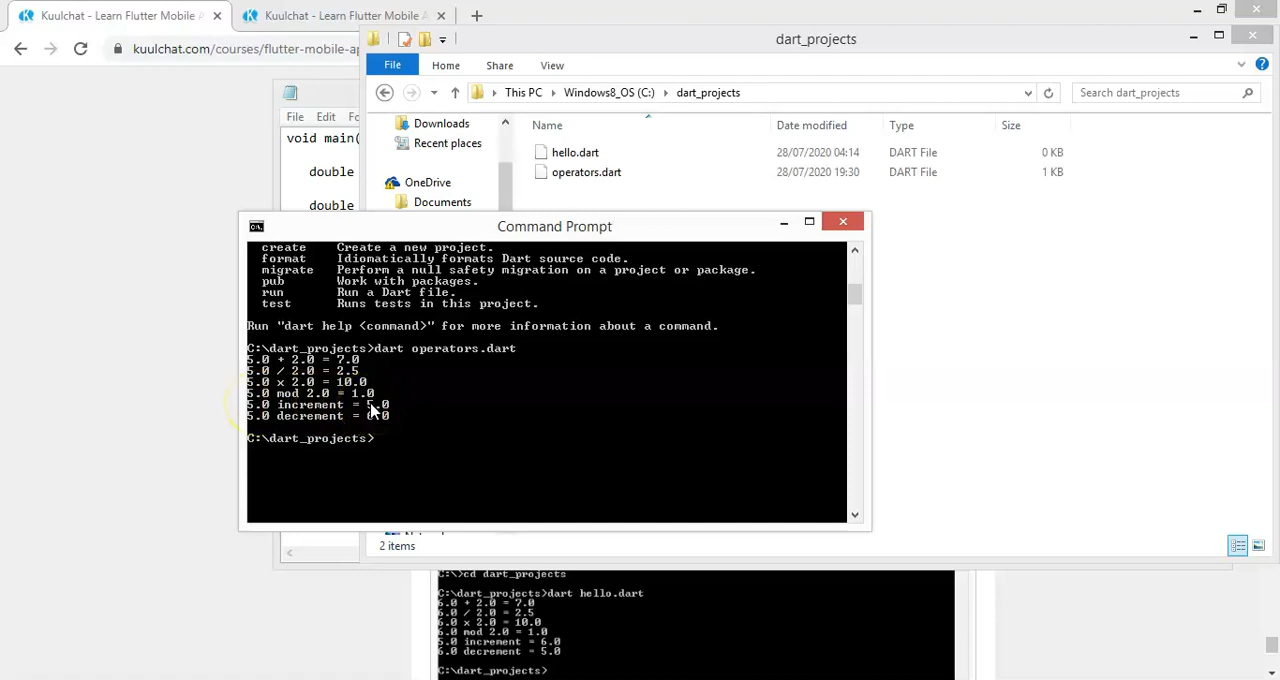 Kuulchat - Learn Flutter Mobile A
Kuulchat - Learn Flutter Mobile A
kuulchat.com/courses/flutter-mobile-ap
dart_projects
File Home Share View
This PC Windows8_OS (C:) dart_projects
Search dart_projects
File Edit Fo
void main(
double
double
Downloads
Recent places
OneDrive
Documents
Name Date modified Type Size
hello.dart 28/07/2020 04:14 DART File 0 KB
operators.dart 28/07/2020 19:30 DART File 1 KB
Command Prompt
create Create a new project.
format Idiomatically formats Dart source code.
migrate Perform a null safety migration on a project or package.
pub Work with packages.
run Run a Dart file.
test Runs tests in this project.
Run "dart help <command>" for more information about a command.
C:\dart_projects>dart operators.dart
5.0 + 2.0 = 7.0
5.0 / 2.0 = 2.5
5.0 x 2.0 = 10.0
5.0 mod 2.0 = 1.0
5.0 increment = 5.0
5.0 decrement = 6.0
C:\dart_projects>
2 items
C:\>cd dart_projects
C:\dart_projects>dart hello.dart
6.0 + 2.0 = 7.0
6.0 / 2.0 = 2.5
6.0 x 2.0 = 10.0
6.0 mod 2.0 = 1.0
5.0 increment = 6.0
6.0 decrement = 5.0
C:\dart_projects>